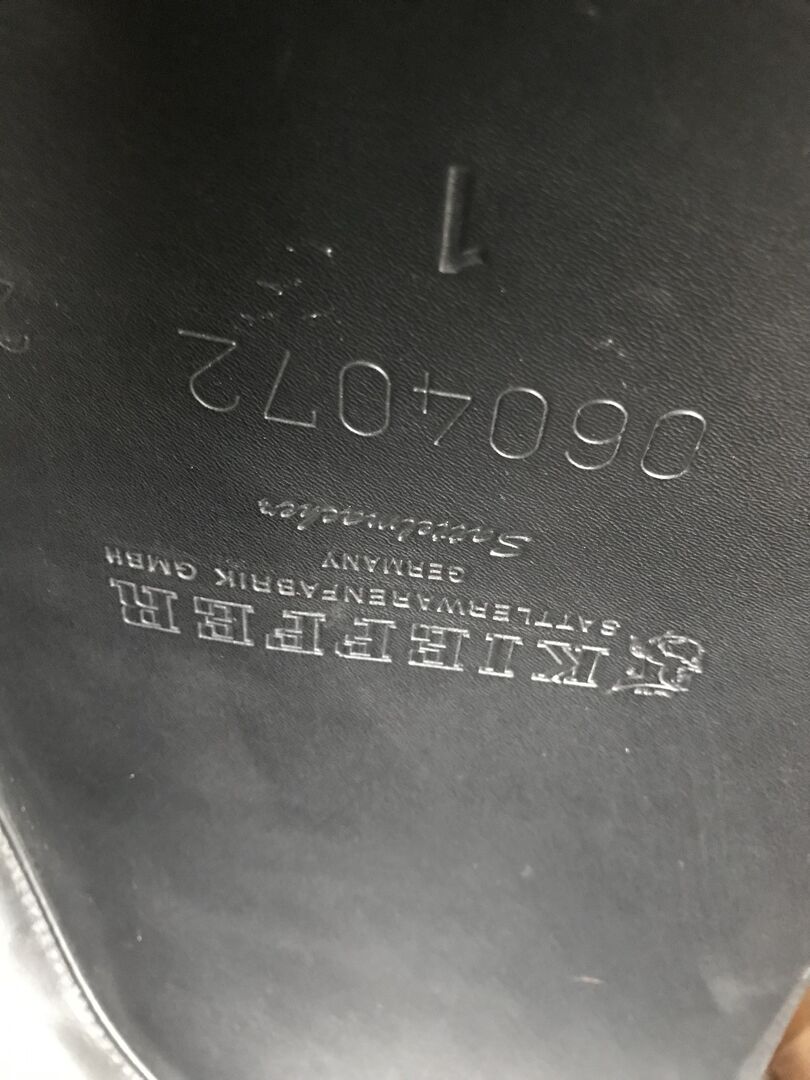 KIEFFER
SATTLERWARENFABRIK GMBH
GERMANY
Sattelmacher
0604072
1